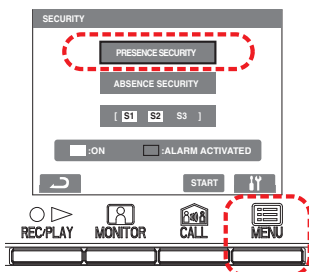 SECURITY
PRESENCE SECURITY
ABSENCE SECURITY
[ S1 S2 S3 ]
:ON :ALARM ACTIVATED
START
REC/PLAY MONITOR CALL MENU